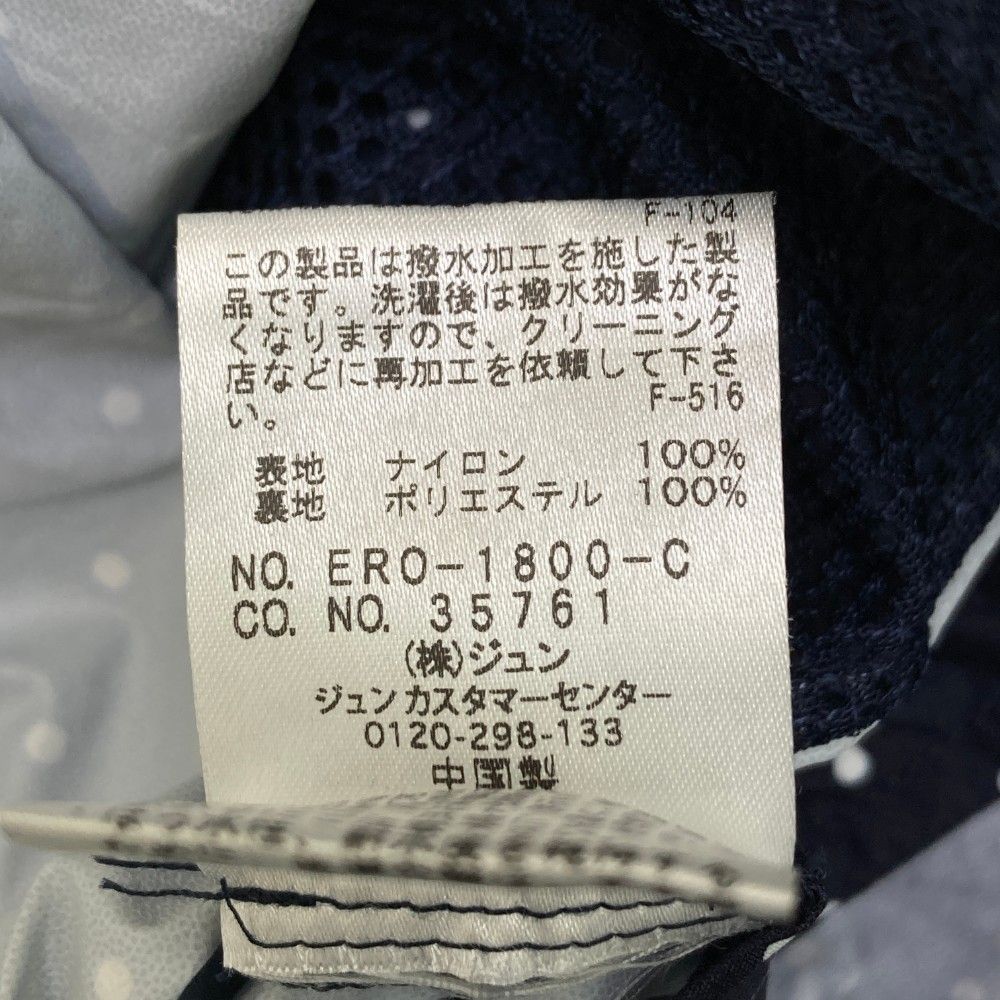 F-104
この製品は撥水加工を施した製
品です。洗濯後は撥水効果がな
くなりますので、クリーニング
店などに再加工を依頼して下さ
い。
F-516
表地 ナイロン 100%
裏地 ポリエステル 100%
NO. ERO-1800-C
CO. NO. 35761
(株)ジュン
ジュンカスタマーセンター
0120-298-133
中国製